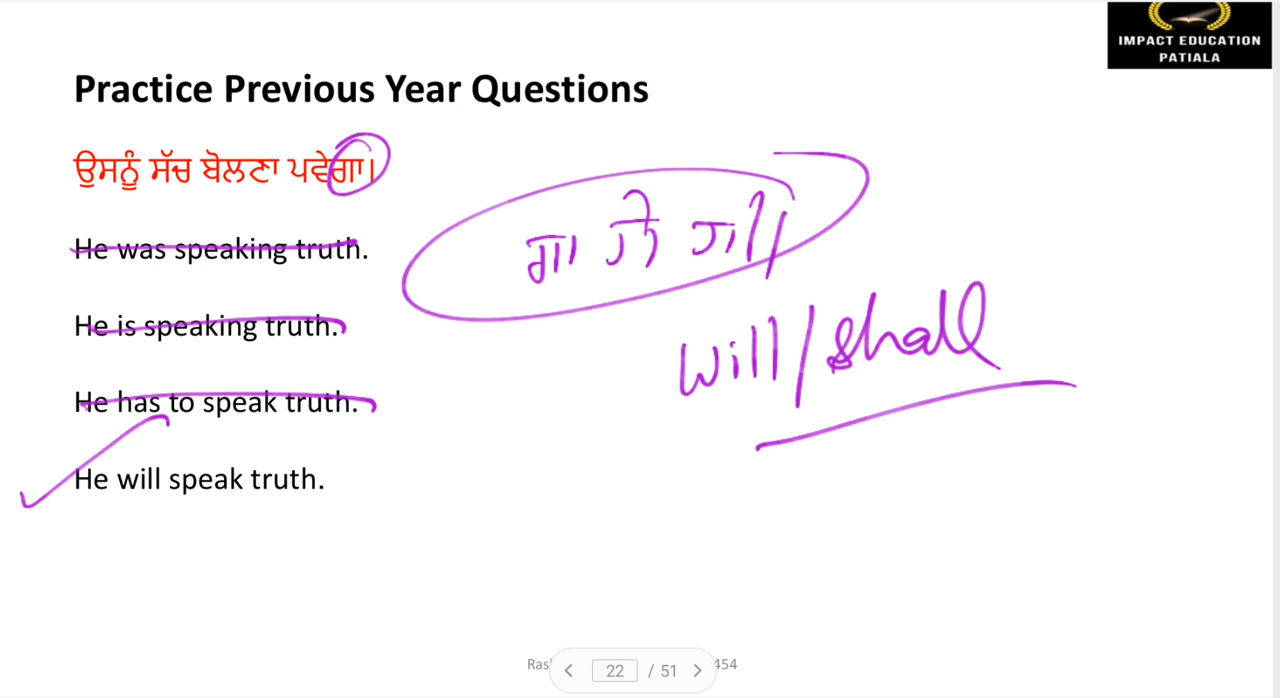 IMPACT EDUCATION
PATIALA
Practice Previous Year Questions
ਉਸਨੂੰ ਸੱਚ ਬੋਲਣਾ ਪਵੇਗਾ।
He was speaking truth.
ਗਾ ਗੇ ਗੀ
He is speaking truth.
will/shall
He has to speak truth.
He will speak truth.
454
22 / 51